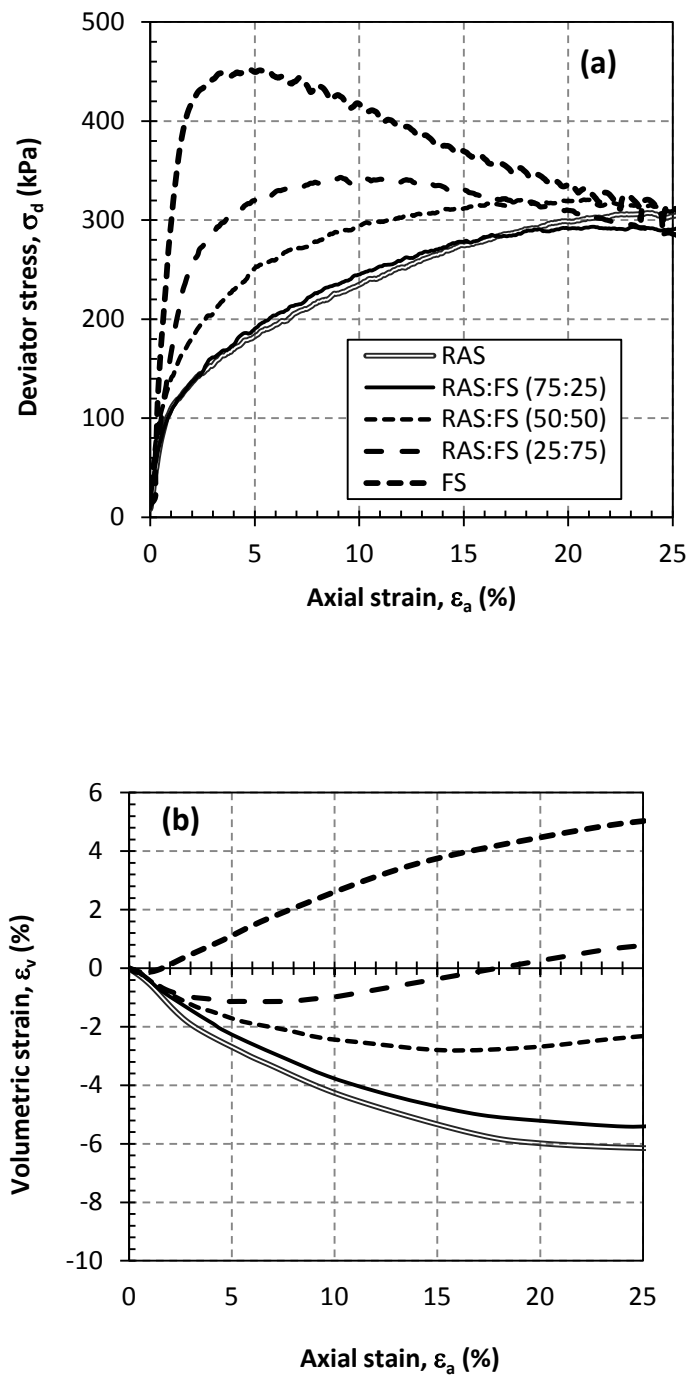 500
(a)
400
300
200
100
0
Deviator stress, σd (kPa)
RAS
RAS:FS (75:25)
RAS:FS (50:50)
RAS:FS (25:75)
FS
0 5 10 15 20 25
Axial strain, εa (%)
6
(b)
4
2
0
-2
-4
-6
-8
-10
Volumetric strain, εv (%)
0 5 10 15 20 25
Axial stain, εa (%)